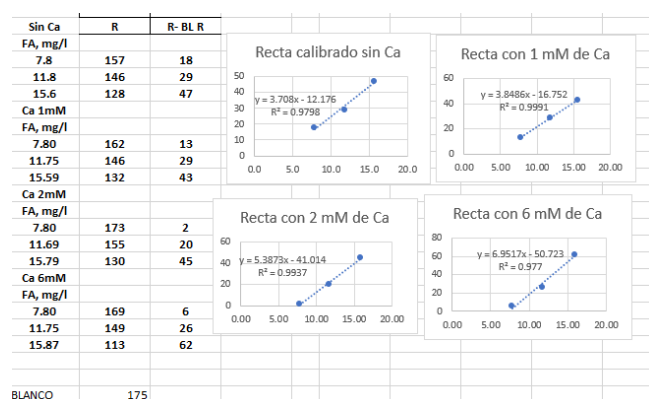 Sin Ca R R- BL R
FA, mg/l
7.8 157 18
11.8 146 29
15.6 128 47
Ca 1mM
FA, mg/l
7.80 162 13
11.75 146 29
15.59 132 43
Ca 2mM
FA, mg/l
7.80 173 2
11.69 155 20
15.79 130 45
Ca 6mM
FA, mg/l
7.80 169 6
11.75 149 26
15.87 113 62
BLANCO 175
Recta calibrado sin Ca
50
40
30
20
10
0
y = 3.708x - 12.176
R² = 0.9798
0.0 5.0 10.0 15.0 20.0
Recta con 1 mM de Ca
60
40
20
0
y = 3.8486x - 16.752
R² = 0.9991
0.00 5.00 10.00 15.00 20.00
Recta con 2 mM de Ca
60
40
20
0
y = 5.3873x - 41.014
R² = 0.9937
0.00 5.00 10.00 15.00 20.00
Recta con 6 mM de Ca
80
60
40
20
0
y = 6.9517x - 50.723
R² = 0.977
0.00 5.00 10.00 15.00 20.00